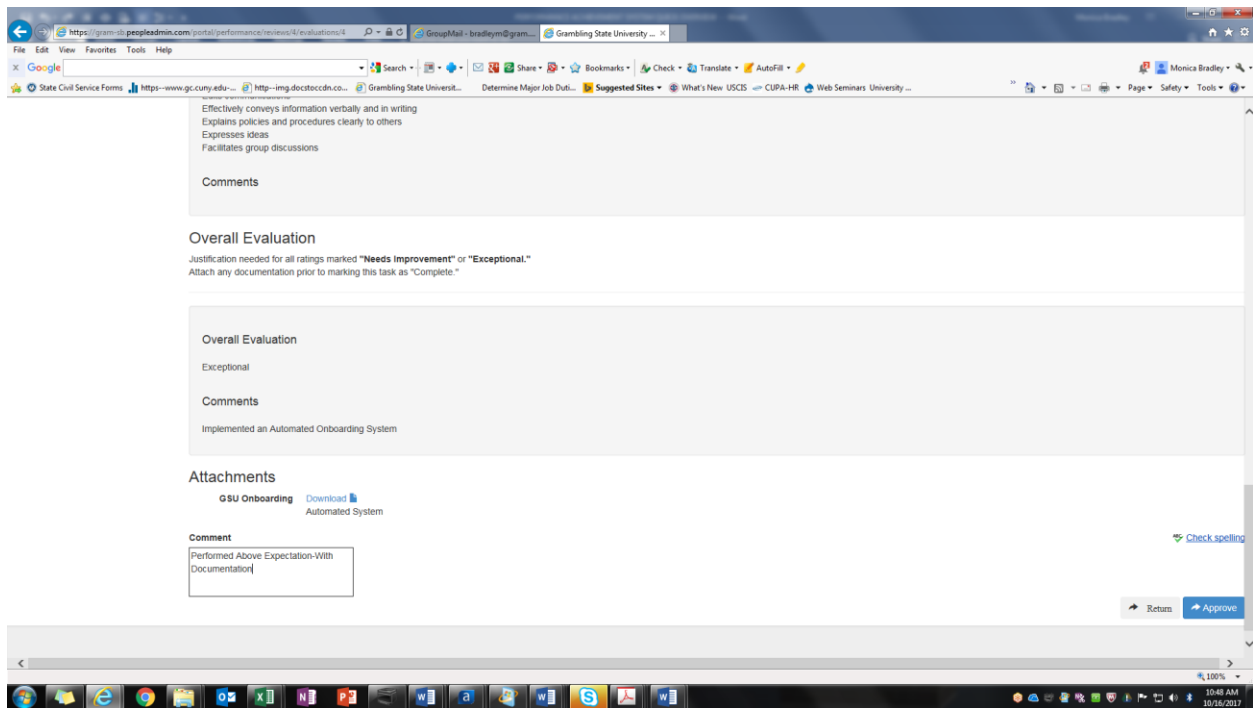 https://gram-sb.peopleadmin.com/portal/performance/reviews/4/evaluations/4
GroupMail - bradleym@gram....
Grambling State University ...
File Edit View Favorites Tools Help
x Google
Search
Share
Bookmarks
Check
Translate
AutoFill
Monica Bradley
State Civil Service Forms
https--www.gc.cuny.edu-...
http--img.docstoccdn.co...
Grambling State Universit...
Determine Major Job Duti...
Suggested Sites
What's New USCIS
CUPA-HR
Web Seminars University ...
Page Safety Tools
Effectively conveys information verbally and in writing
Explains policies and procedures clearly to others
Expresses ideas
Facilitates group discussions
Comments
Overall Evaluation
Justification needed for all ratings marked "Needs Improvement" or "Exceptional."
Attach any documentation prior to marking this task as "Complete."
Overall Evaluation
Exceptional
Comments
Implemented an Automated Onboarding System
Attachments
GSU Onboarding Download
Automated System
Comment
Check spelling
Performed Above Expectation-With
Documentation
Return
Approve
100%
10:48 AM
10/16/2017